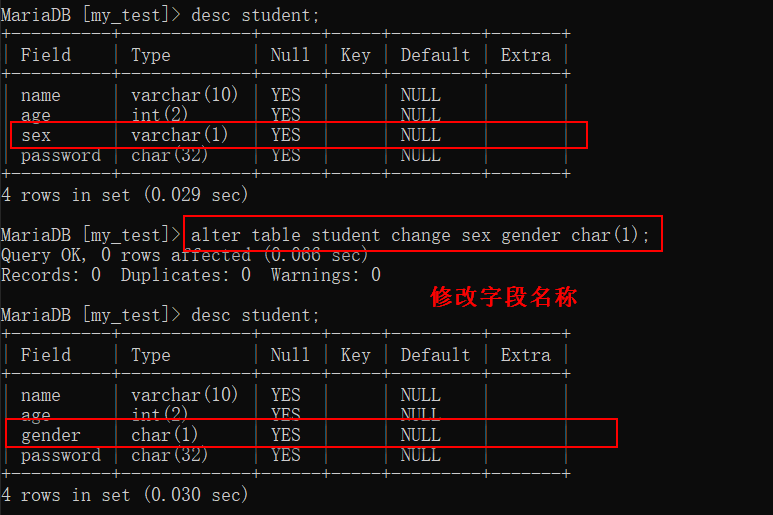 MariaDB [my_test]> desc student;
+----------+-------------+------+-----+---------+-------+
| Field    | Type        | Null | Key | Default | Extra |
+----------+-------------+------+-----+---------+-------+
| name     | varchar(10) | YES  |     | NULL    |       |
| age      | int(2)      | YES  |     | NULL    |       |
| sex      | varchar(1)  | YES  |     | NULL    |       |
| password | char(32)    | YES  |     | NULL    |       |
+----------+-------------+------+-----+---------+-------+
4 rows in set (0.029 sec)
MariaDB [my_test]> alter table student change sex gender char(1);
Query OK, 0 rows affected (0.066 sec)
Records: 0  Duplicates: 0  Warnings: 0
修改字段名称
MariaDB [my_test]> desc student;
+----------+-------------+------+-----+---------+-------+
| Field    | Type        | Null | Key | Default | Extra |
+----------+-------------+------+-----+---------+-------+
| name     | varchar(10) | YES  |     | NULL    |       |
| age      | int(2)      | YES  |     | NULL    |       |
| gender   | char(1)     | YES  |     | NULL    |       |
| password | char(32)    | YES  |     | NULL    |       |
+----------+-------------+------+-----+---------+-------+
4 rows in set (0.030 sec)